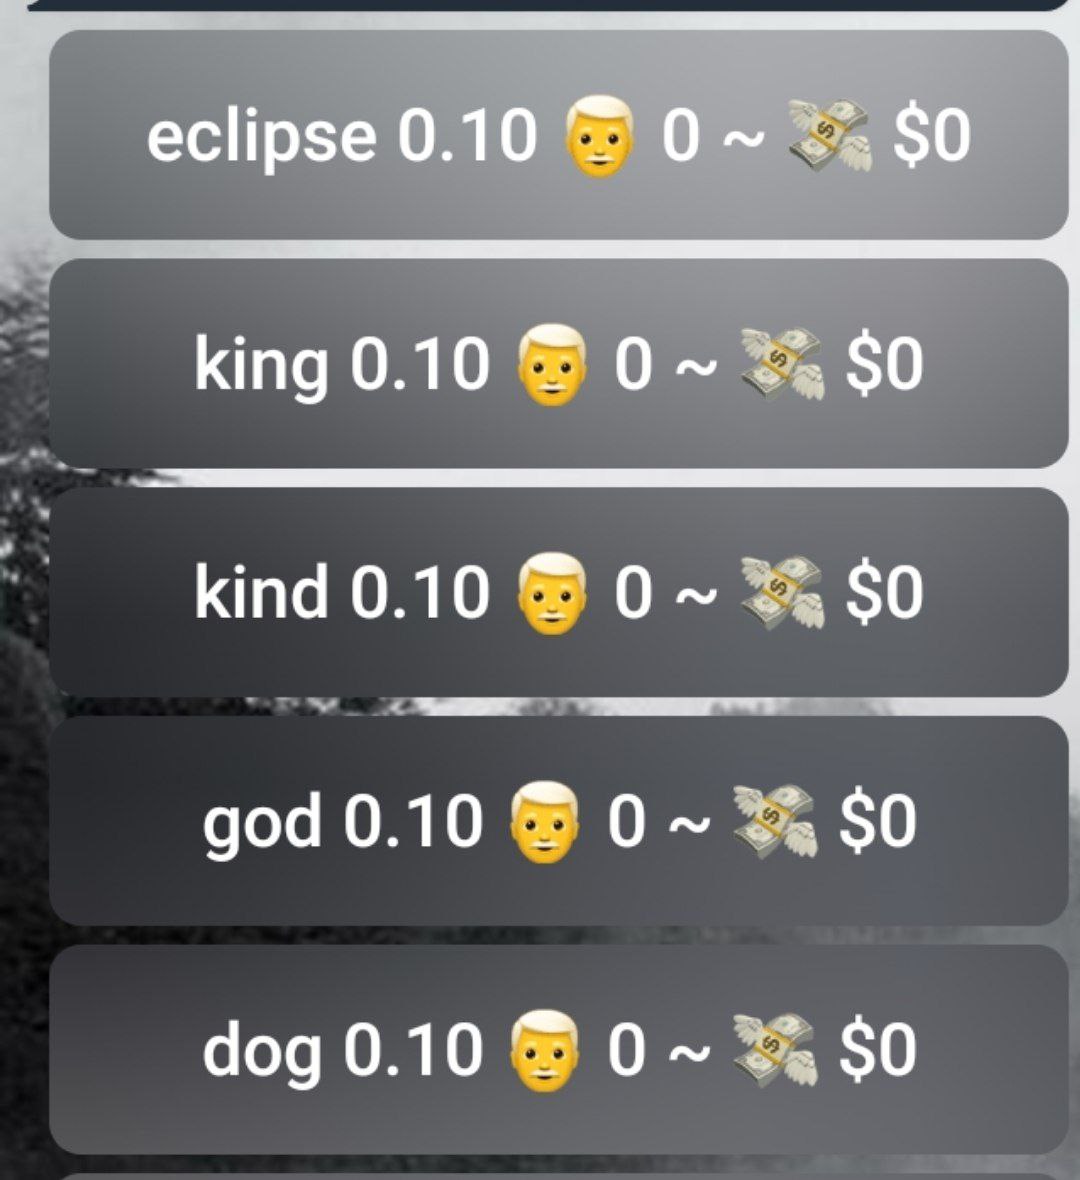 eclipse 0.10 👨‍🦳 0 ~ 💸 $0
king 0.10 👨‍🦳 0 ~ 💸 $0
kind 0.10 👨‍🦳 0 ~ 💸 $0
god 0.10 👨‍🦳 0 ~ 💸 $0
dog 0.10 👨‍🦳 0 ~ 💸 $0